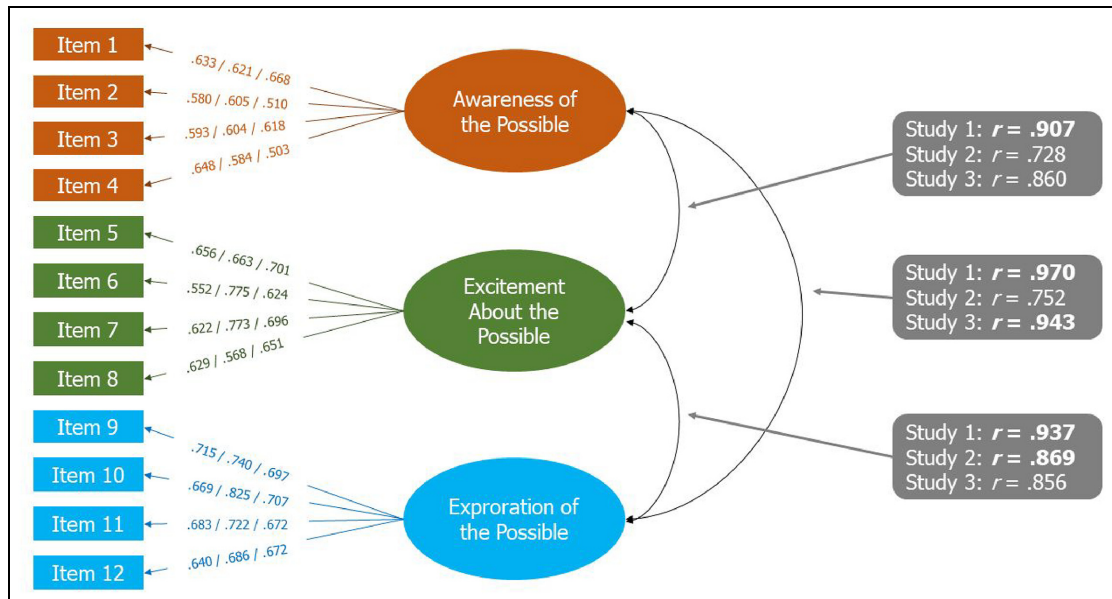 Item 1
.633 / .621 / .668
Item 2
.580 / .605 / .510
Item 3
.593 / .604 / .618
Item 4
.648 / .584 / .503
Awareness of
the Possible
Item 5
.656 / .663 / .701
Item 6
.552 / .775 / .624
Item 7
.622 / .773 / .696
Item 8
.629 / .568 / .651
Excitement
About the
Possible
Item 9
.715 / .740 / .697
Item 10
.669 / .825 / .707
Item 11
.683 / .722 / .672
Item 12
.640 / .686 / .672
Exproration of
the Possible
Study 1: r = .907
Study 2: r = .728
Study 3: r = .860
Study 1: r = .970
Study 2: r = .752
Study 3: r = .943
Study 1: r = .937
Study 2: r = .869
Study 3: r = .856